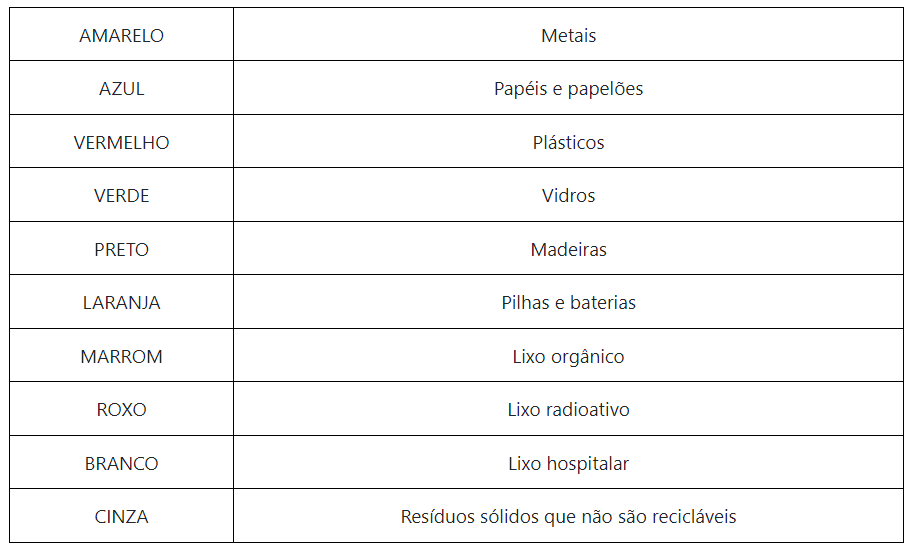 AMARELO Metais
AZUL Papéis e papelões
VERMELHO Plásticos
VERDE Vidros
PRETO Madeiras
LARANJA Pilhas e baterias
MARROM Lixo orgânico
ROXO Lixo radioativo
BRANCO Lixo hospitalar
CINZA Resíduos sólidos que não são recicláveis